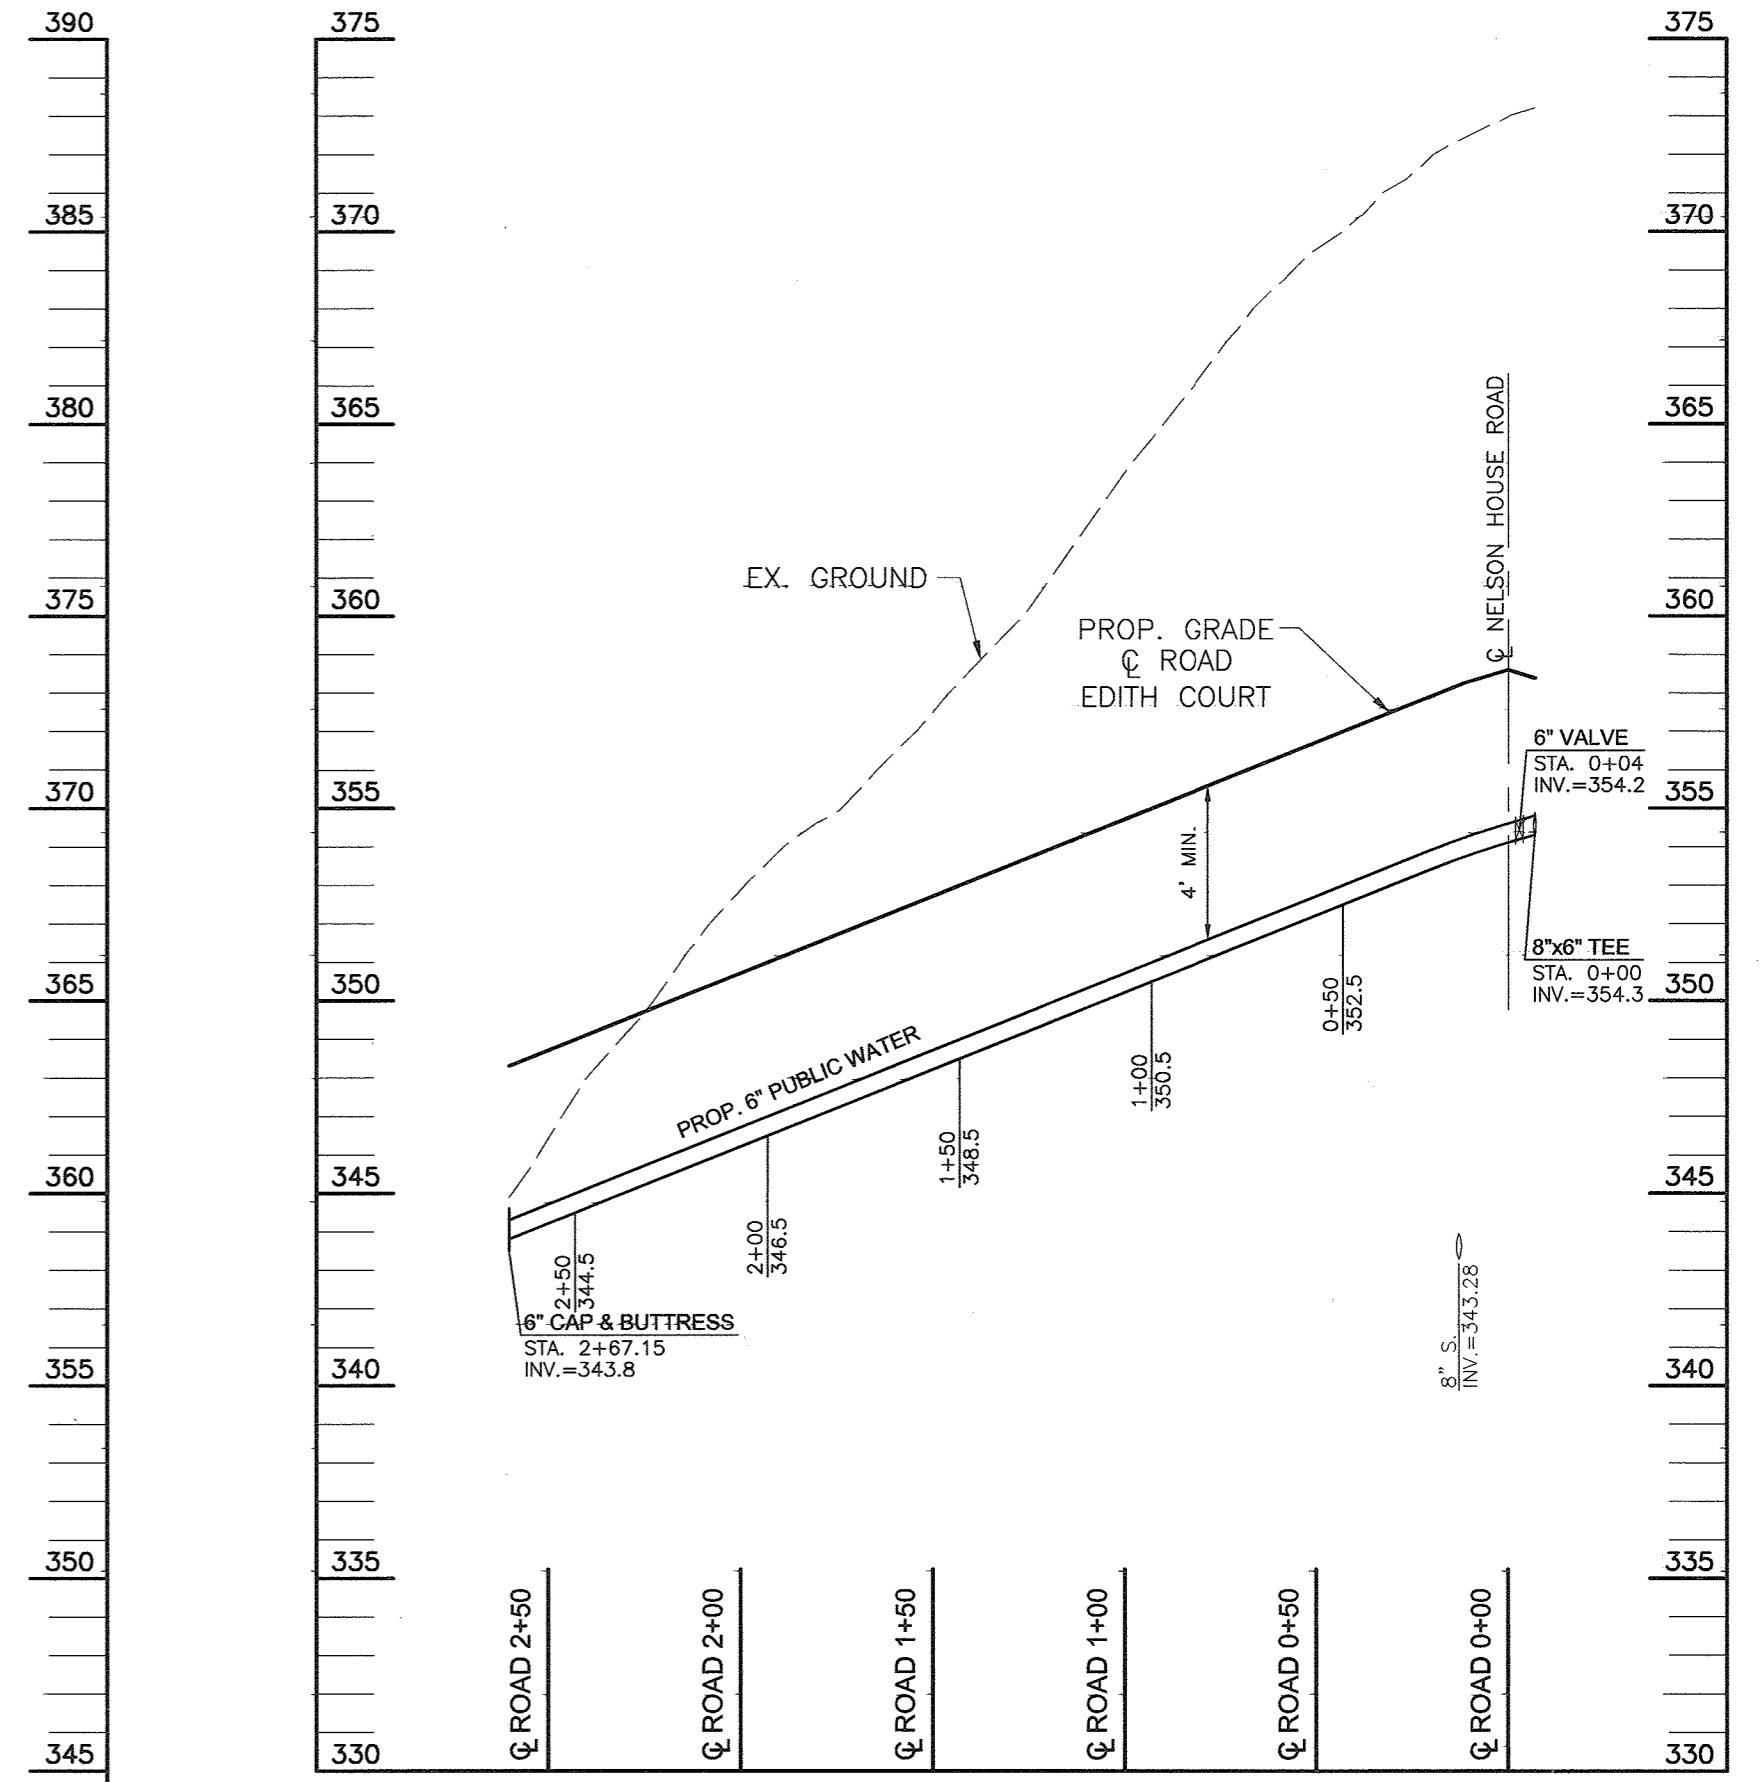 390
385
380
375
370
365
360
355
350
345
375
370
365
360
355
350
345
340
335
330
EX. GROUND
PROP. GRADE
℄ ROAD
EDITH COURT
℄ NELSON HOUSE ROAD
6" VALVE
STA. 0+04
INV.=354.2
4' MIN.
8"x6" TEE
STA. 0+00
INV.=354.3
PROP. 6" PUBLIC WATER
2+50
344.5
2+00
346.5
1+50
348.5
1+00
350.5
0+50
352.5
6" CAP & BUTTRESS
STA. 2+67.15
INV.=343.8
8" S.
INV.=343.28
℄ ROAD 2+50
℄ ROAD 2+00
℄ ROAD 1+50
℄ ROAD 1+00
℄ ROAD 0+50
℄ ROAD 0+00
375
370
365
360
355
350
345
340
335
330